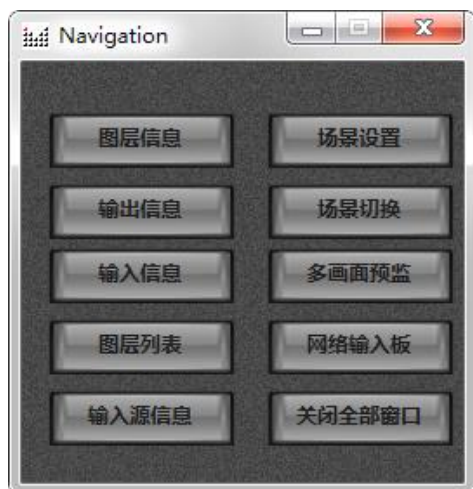 Navigation
图层信息
场景设置
输出信息
场景切换
输入信息
多画面预监
图层列表
网络输入板
输入源信息
关闭全部窗口